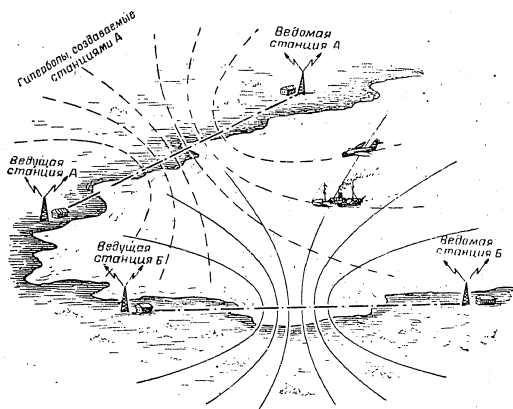 Гиперболы, создаваемые
станциями А
Ведомая
станция А
Ведущая
станция А
Ведущая
станция Б
Ведомая
станция Б